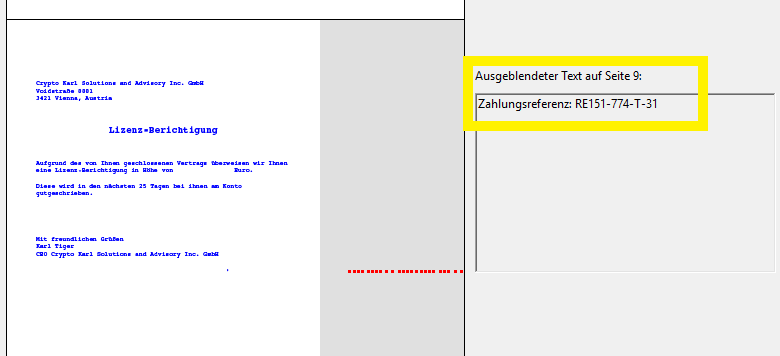 Crypto Karl Solutions and Advisory Inc. GmbH
Voidstraße 8881
3421 Vienna, Austria
Lizenz-Berichtigung
Aufgrund des von Ihnen geschlossenen Vertrags überweisen wir Ihnen
eine Lizenz-Berichtigung in Höhe von Euro.
Diese wird in den nächsten 25 Tagen bei ihnen am Konto
gutgeschrieben.
Mit freundlichen Grüßen
Karl Tiger
CEO Crypto Karl Solutions and Advisory Inc. GmbH
Ausgeblendeter Text auf Seite 9:
Zahlungsreferenz: RE151-774-T-31